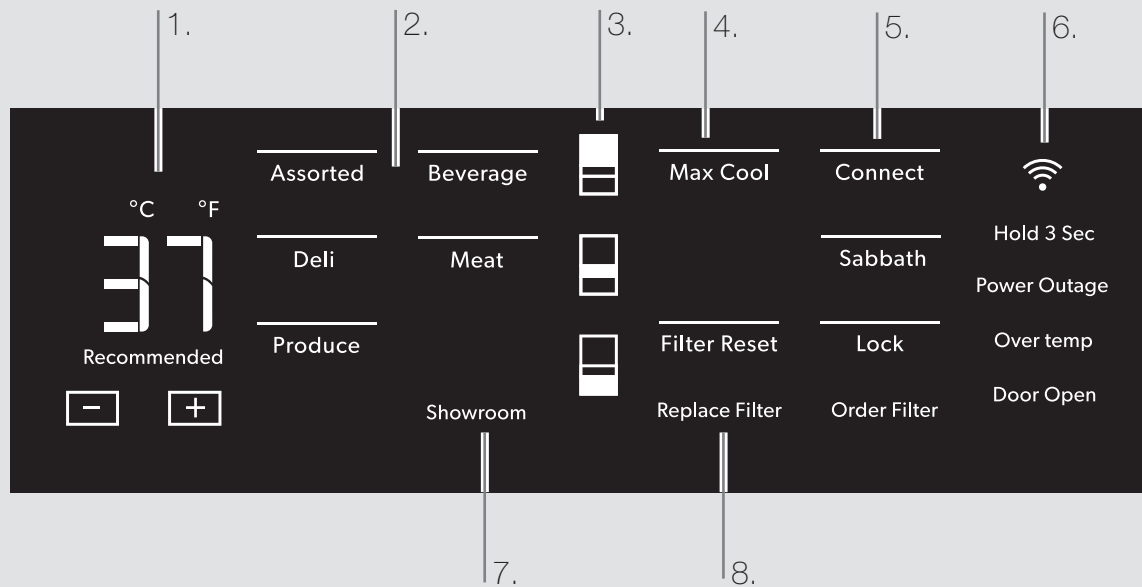 1. 2. 3. 4. 5. 6.
Assorted Beverage Max Cool Connect
°C °F
37
Deli Meat Sabbath Hold 3 Sec
Power Outage
Recommended Produce Filter Reset Lock Over temp
- +
Showroom Replace Filter Order Filter Door Open
7. 8.